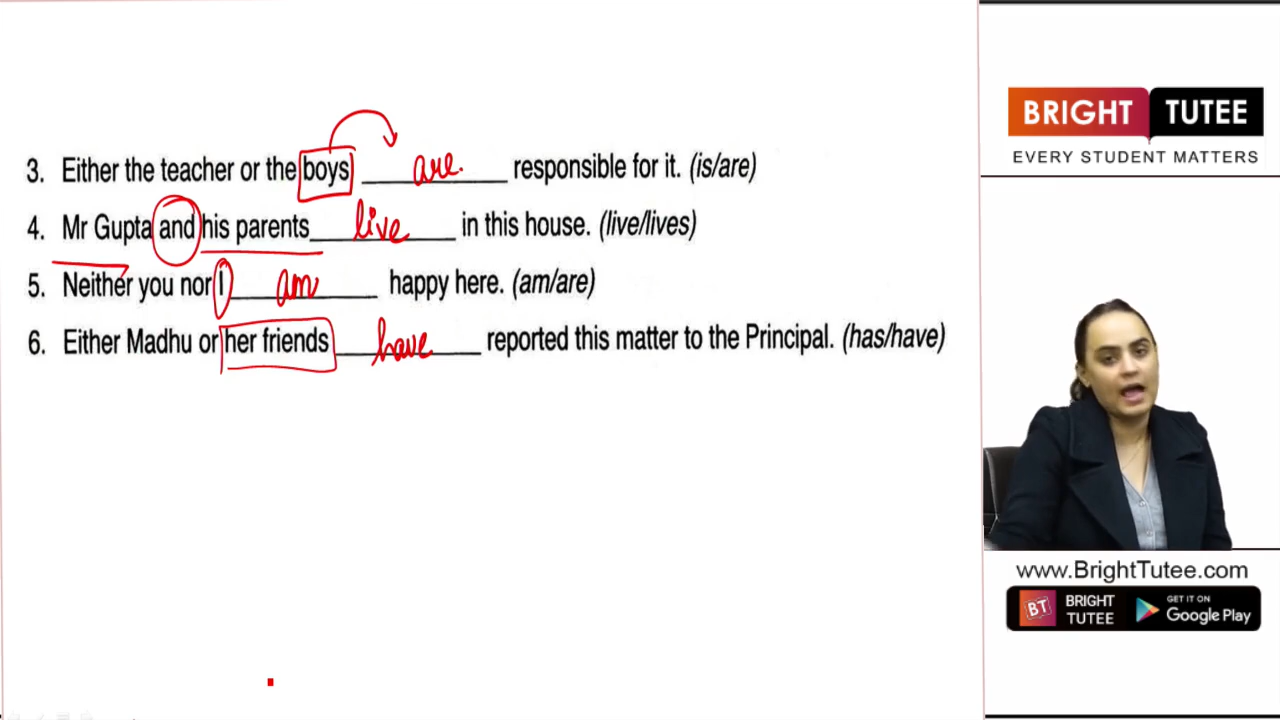 3. Either the teacher or the boys are. responsible for it. (is/are)
4. Mr Gupta and his parents live in this house. (live/lives)
5. Neither you nor I am happy here. (am/are)
6. Either Madhu or her friends have reported this matter to the Principal. (has/have)
BRIGHT TUTEE
EVERY STUDENT MATTERS
www.BrightTutee.com
BT BRIGHT TUTEE
GET IT ON Google Play